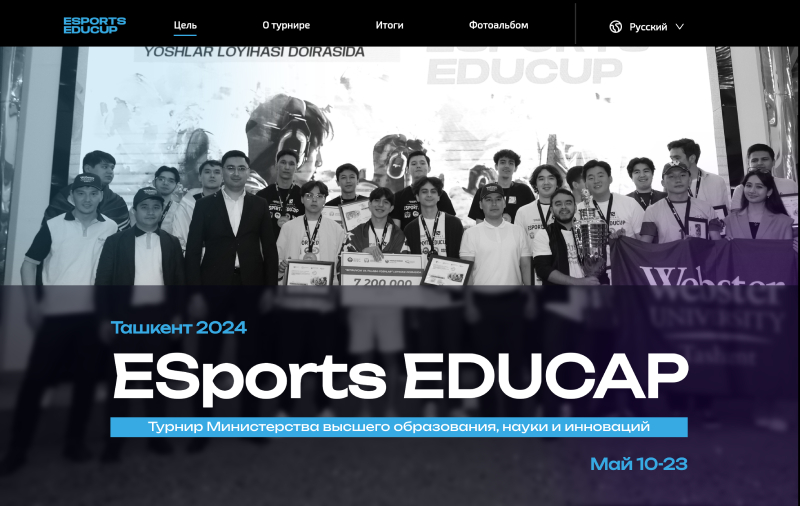 ESPORTS
EDUCUP
Цель
О турнире
Итоги
Фотоальбом
Русский
YOSHLAR LOYIHASI DOIRASIDA
ESPORTS
EDUCUP
7 200 000
Webster
UNIVERSITY
Tashkent
Ташкент 2024
ESports EDUCAP
Турнир Министерства высшего образования, науки и инноваций
Май 10-23